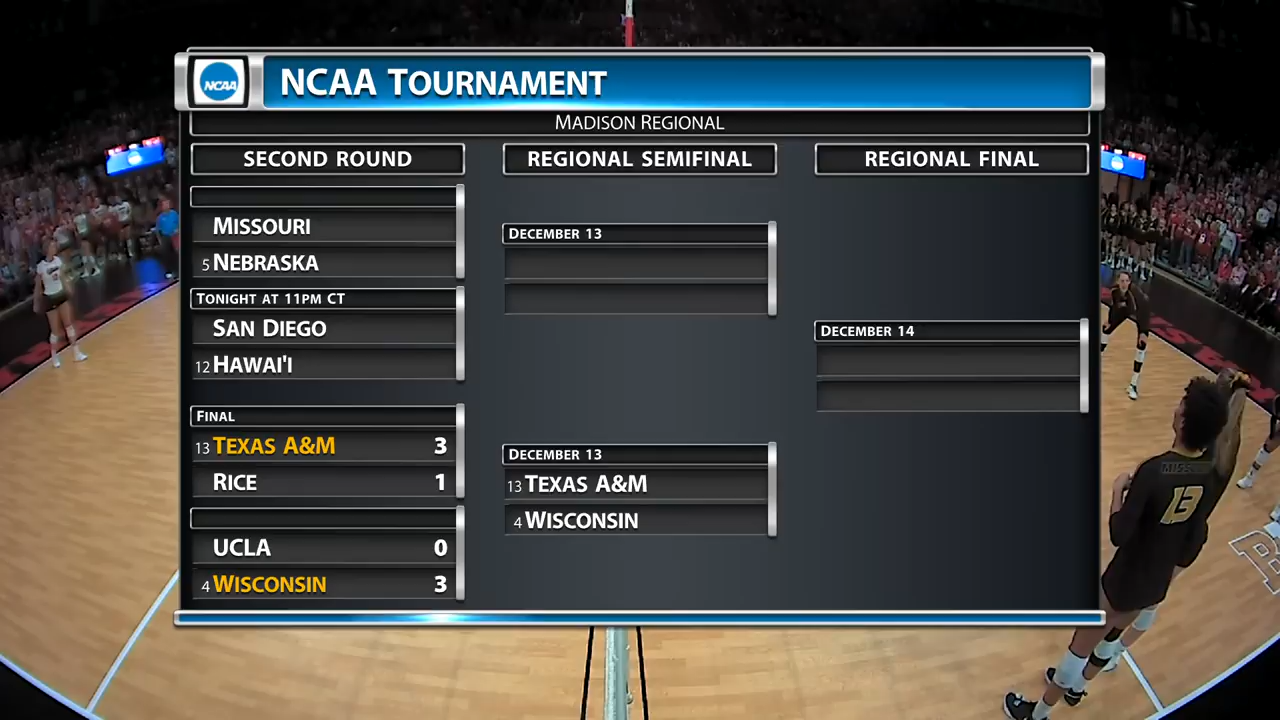 NCAA
NCAA TOURNAMENT
MADISON REGIONAL
SECOND ROUND
MISSOURI
5 NEBRASKA
TONIGHT AT 11PM CT
SAN DIEGO
12 HAWAI'I
FINAL
13 TEXAS A&M 3
RICE 1
UCLA 0
4 WISCONSIN 3
REGIONAL SEMIFINAL
DECEMBER 13
DECEMBER 13
13 TEXAS A&M
4 WISCONSIN
REGIONAL FINAL
DECEMBER 14
13